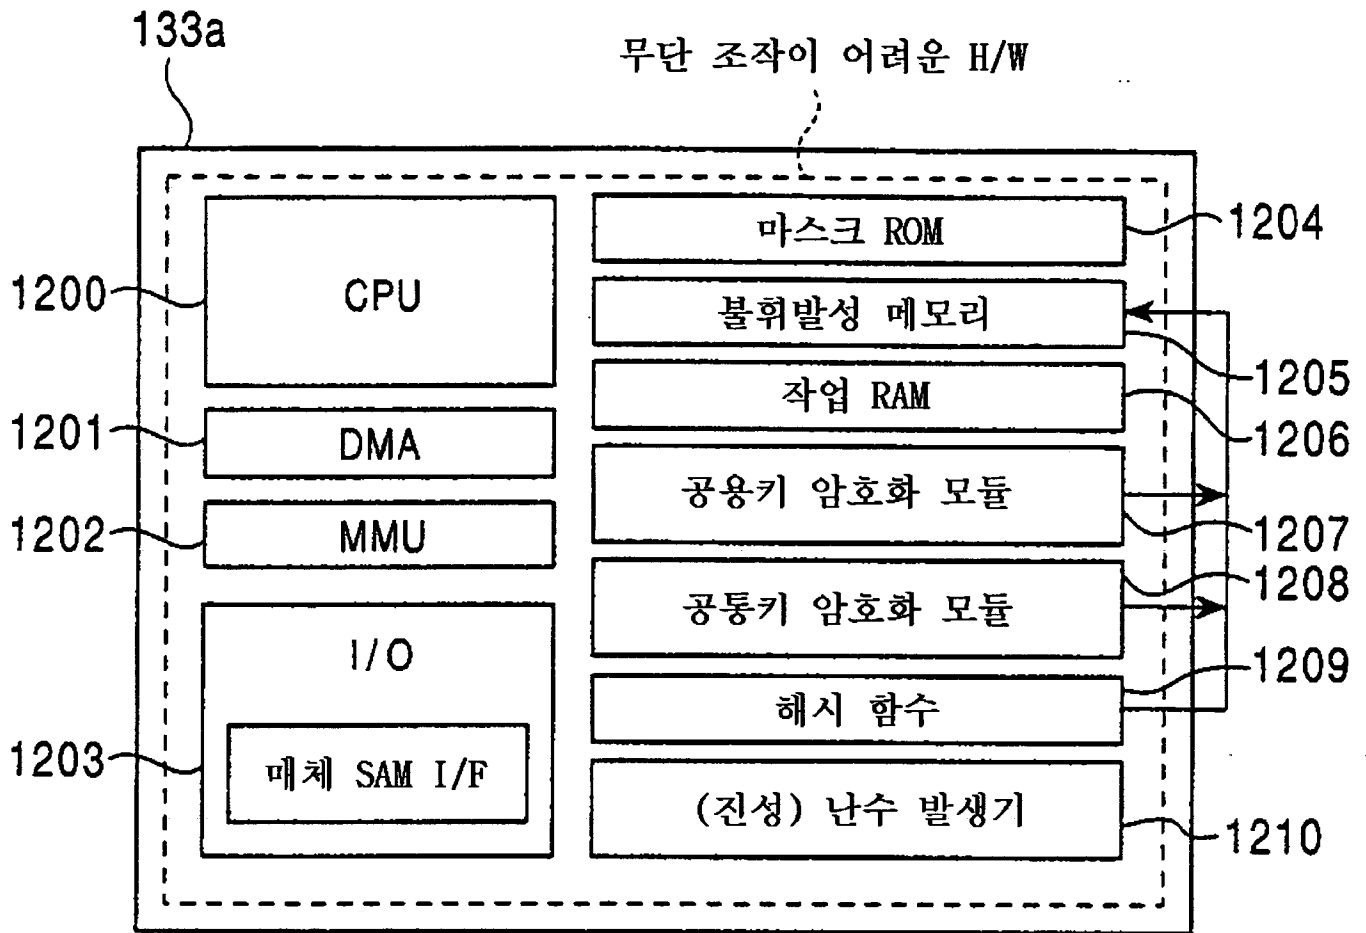 133a
무단 조작이 어려운 H/W
1200
CPU
1201
DMA
1202
MMU
I/O
1203
매체 SAM I/F
마스크 ROM
1204
불휘발성 메모리
1205
작업 RAM
1206
공용키 암호화 모듈
1207
공통키 암호화 모듈
1208
해시 함수
1209
(진성) 난수 발생기
1210